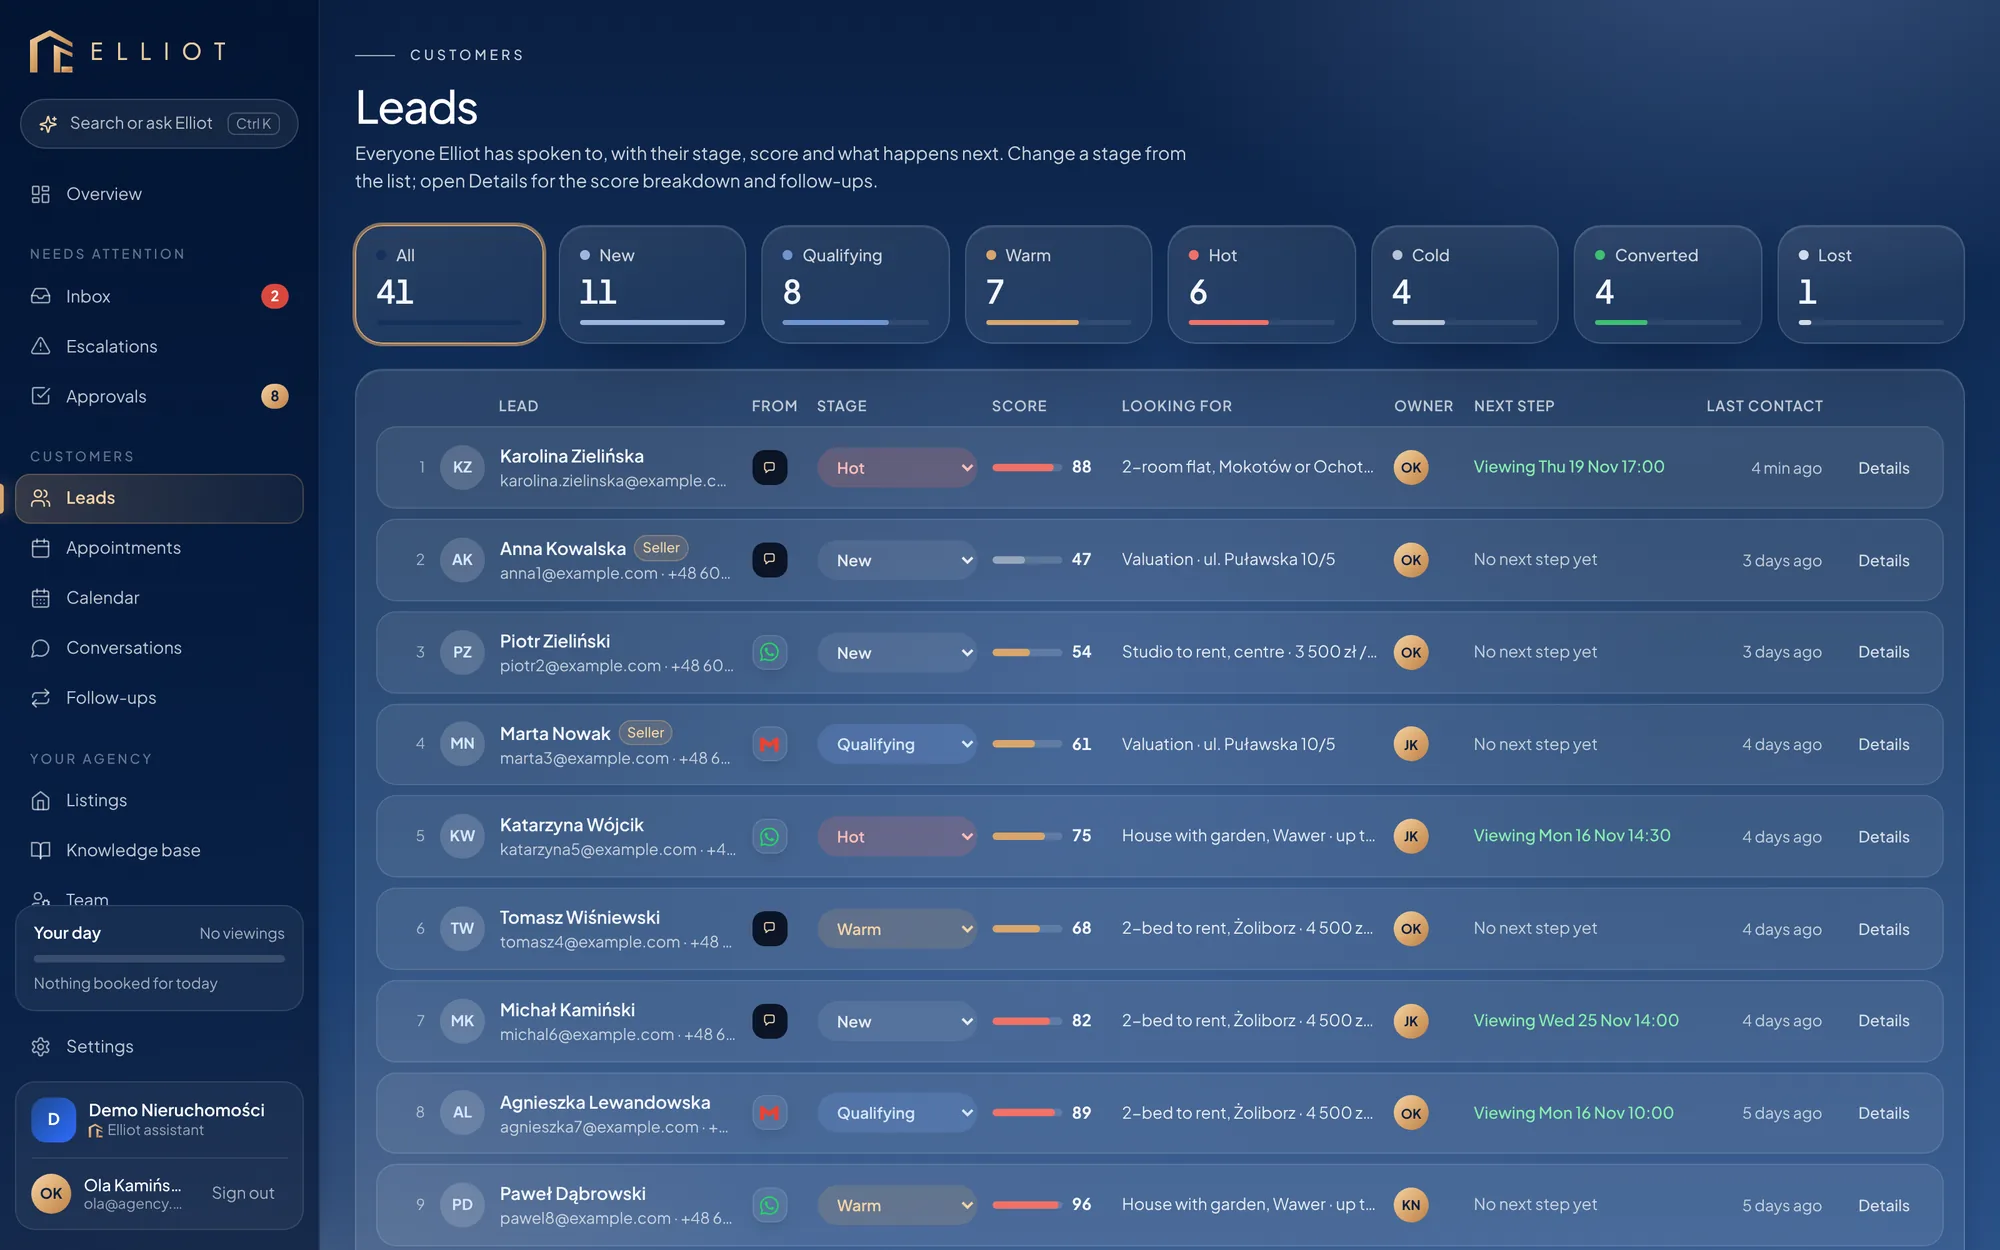 ELLIOT
Search or ask Elliot Ctrl K
Overview
NEEDS ATTENTION
Inbox 2
Escalations
Approvals 8
CUSTOMERS
Leads
Appointments
Calendar
Conversations
Follow-ups
YOUR AGENCY
Listings
Knowledge base
Team
Your day No viewings
Nothing booked for today
Settings
D Demo Nieruchomości
Elliot assistant
OK Ola Kamińs... Sign out
ola@agency....
CUSTOMERS
Leads
Everyone Elliot has spoken to, with their stage, score and what happens next. Change a stage from
the list; open Details for the score breakdown and follow-ups.
All New Qualifying Warm Hot Cold Converted Lost
41 11 8 7 6 4 4 1
LEAD FROM STAGE SCORE LOOKING FOR OWNER NEXT STEP LAST CONTACT
1 KZ Karolina Zielińska Hot 88 2-room flat, Mokotów or Ochot... OK Viewing Thu 19 Nov 17:00 4 min ago Details
karolina.zielinska@example.c...
2 AK Anna Kowalska Seller New 47 Valuation · ul. Puławska 10/5 OK No next step yet 3 days ago Details
anna1@example.com · +48 60...
3 PZ Piotr Zieliński New 54 Studio to rent, centre · 3 500 zł /... OK No next step yet 3 days ago Details
piotr2@example.com · +48 60...
4 MN Marta Nowak Seller Qualifying 61 Valuation · ul. Puławska 10/5 JK No next step yet 4 days ago Details
marta3@example.com · +48 6...
5 KW Katarzyna Wójcik Hot 75 House with garden, Wawer · up t... JK Viewing Mon 16 Nov 14:30 4 days ago Details
katarzyna5@example.com · +4...
6 TW Tomasz Wiśniewski Warm 68 2-bed to rent, Żoliborz · 4 500 z... OK No next step yet 4 days ago Details
tomasz4@example.com · +48 ...
7 MK Michał Kamiński New 82 2-bed to rent, Żoliborz · 4 500 z... JK Viewing Wed 25 Nov 14:00 4 days ago Details
michal6@example.com · +48 6...
8 AL Agnieszka Lewandowska Qualifying 89 2-bed to rent, Żoliborz · 4 500 z... OK Viewing Mon 16 Nov 10:00 5 days ago Details
agnieszka7@example.com · +...
9 PD Paweł Dąbrowski Warm 96 House with garden, Wawer · up t... KN No next step yet 5 days ago Details
pawel8@example.com · +48 6...